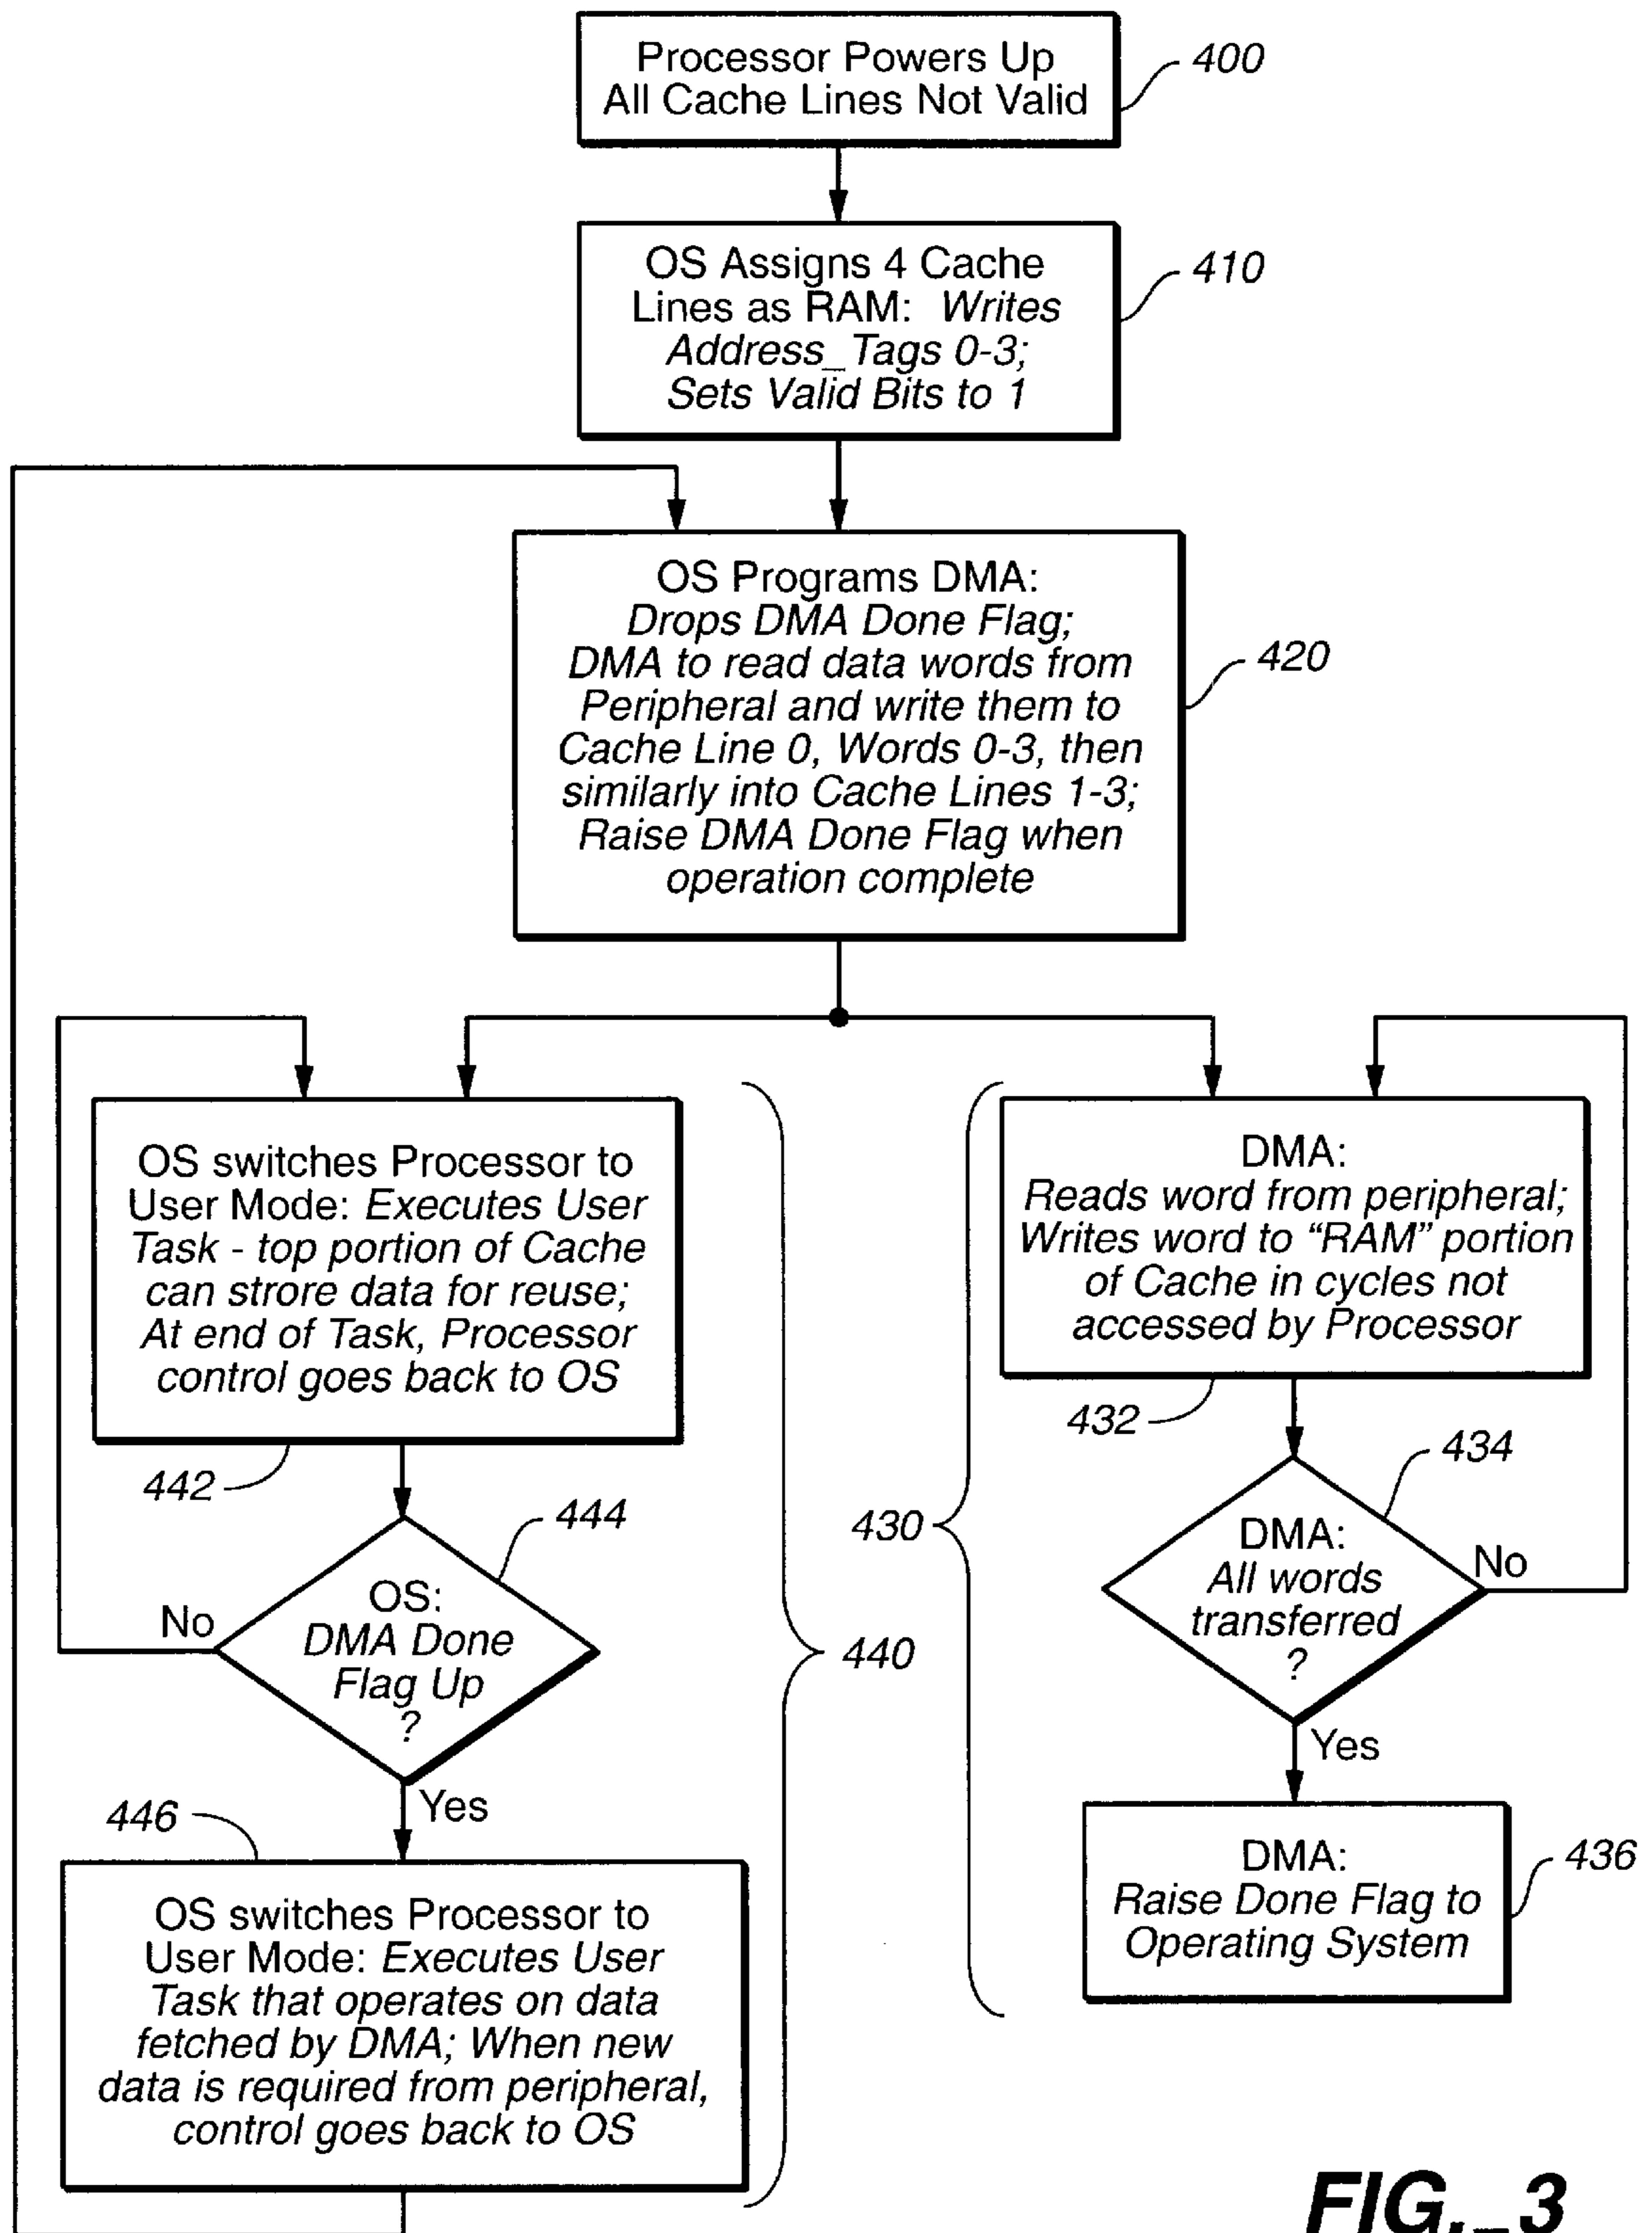 Processor Powers Up
All Cache Lines Not Valid
400
OS Assigns 4 Cache
Lines as RAM: Writes
Address_Tags 0-3;
Sets Valid Bits to 1
410
OS Programs DMA:
Drops DMA Done Flag;
DMA to read data words from
Peripheral and write them to
Cache Line 0, Words 0-3, then
similarly into Cache Lines 1-3;
Raise DMA Done Flag when
operation complete
420
OS switches Processor to
User Mode: Executes User
Task - top portion of Cache
can strore data for reuse;
At end of Task, Processor
control goes back to OS
442
OS:
DMA Done
Flag Up
?
444
No
Yes
446
OS switches Processor to
User Mode: Executes User
Task that operates on data
fetched by DMA; When new
data is required from peripheral,
control goes back to OS
440
430
DMA:
Reads word from peripheral;
Writes word to “RAM” portion
of Cache in cycles not
accessed by Processor
432
434
DMA:
All words
transferred
?
No
Yes
DMA:
Raise Done Flag to
Operating System
436
FIG._3